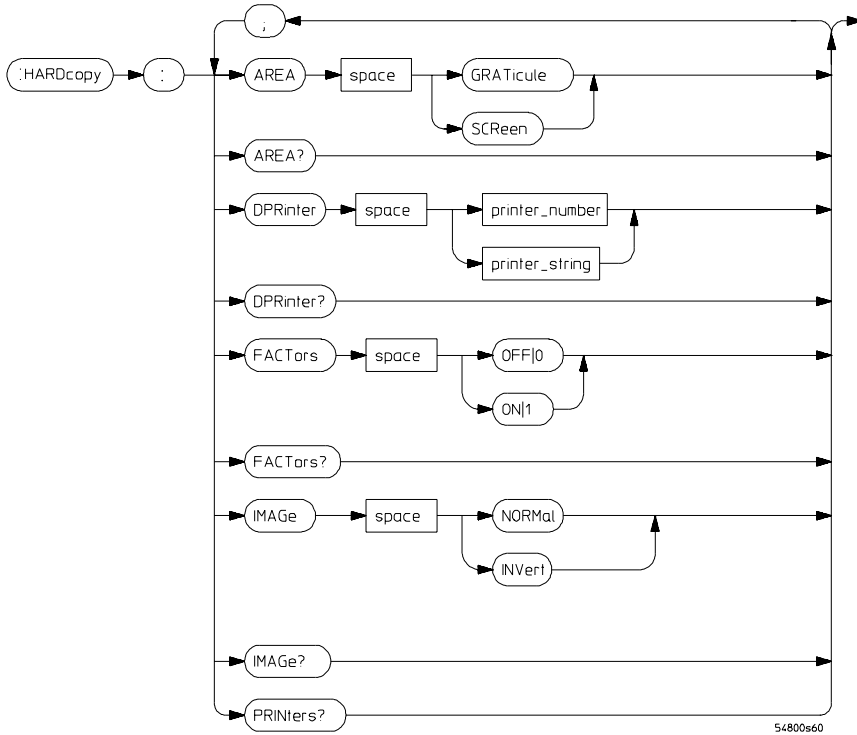 ;
:HARDcopy : AREA space GRATicule
SCReen
AREA?
DPRinter space printer_number
printer_string
DPRinter?
FACTors space OFF|0
ON|1
FACTors?
IMAGe space NORMal
INVert
IMAGe?
PRINters?
54800s60